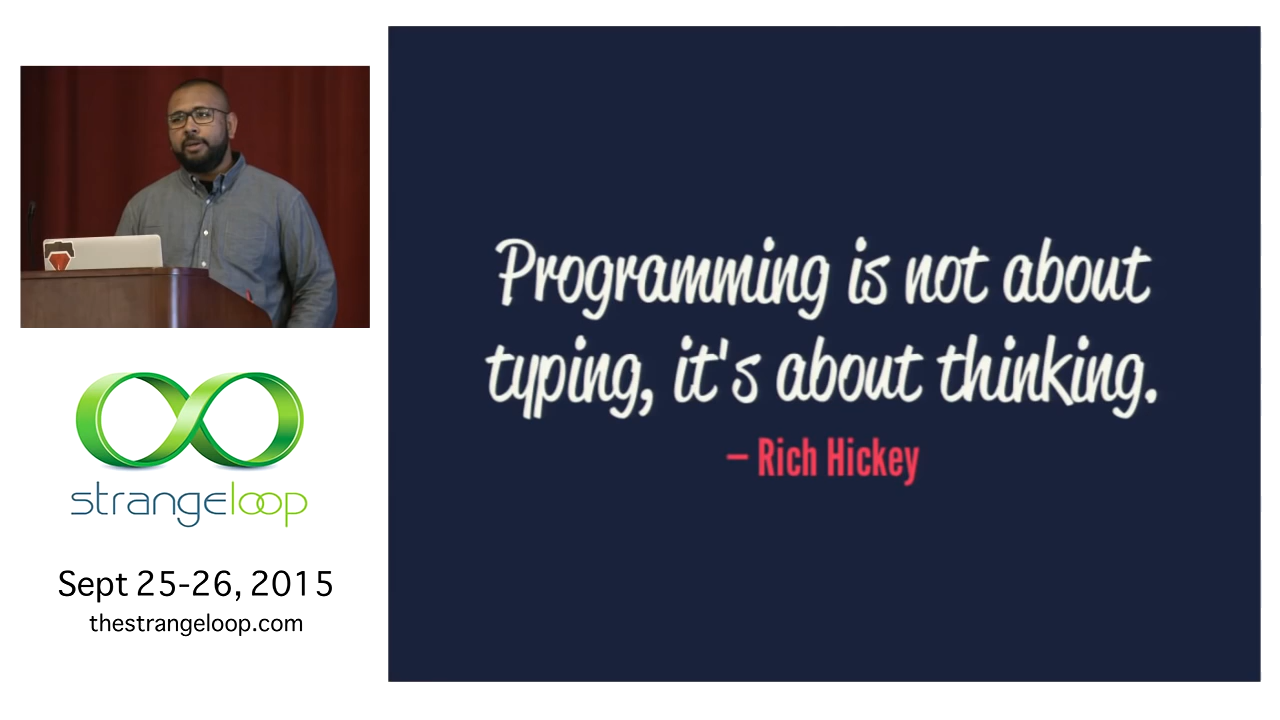 strangeloop
Sept 25-26, 2015
thestrangeloop.com
Programming is not about
typing, it's about thinking.
– Rich Hickey